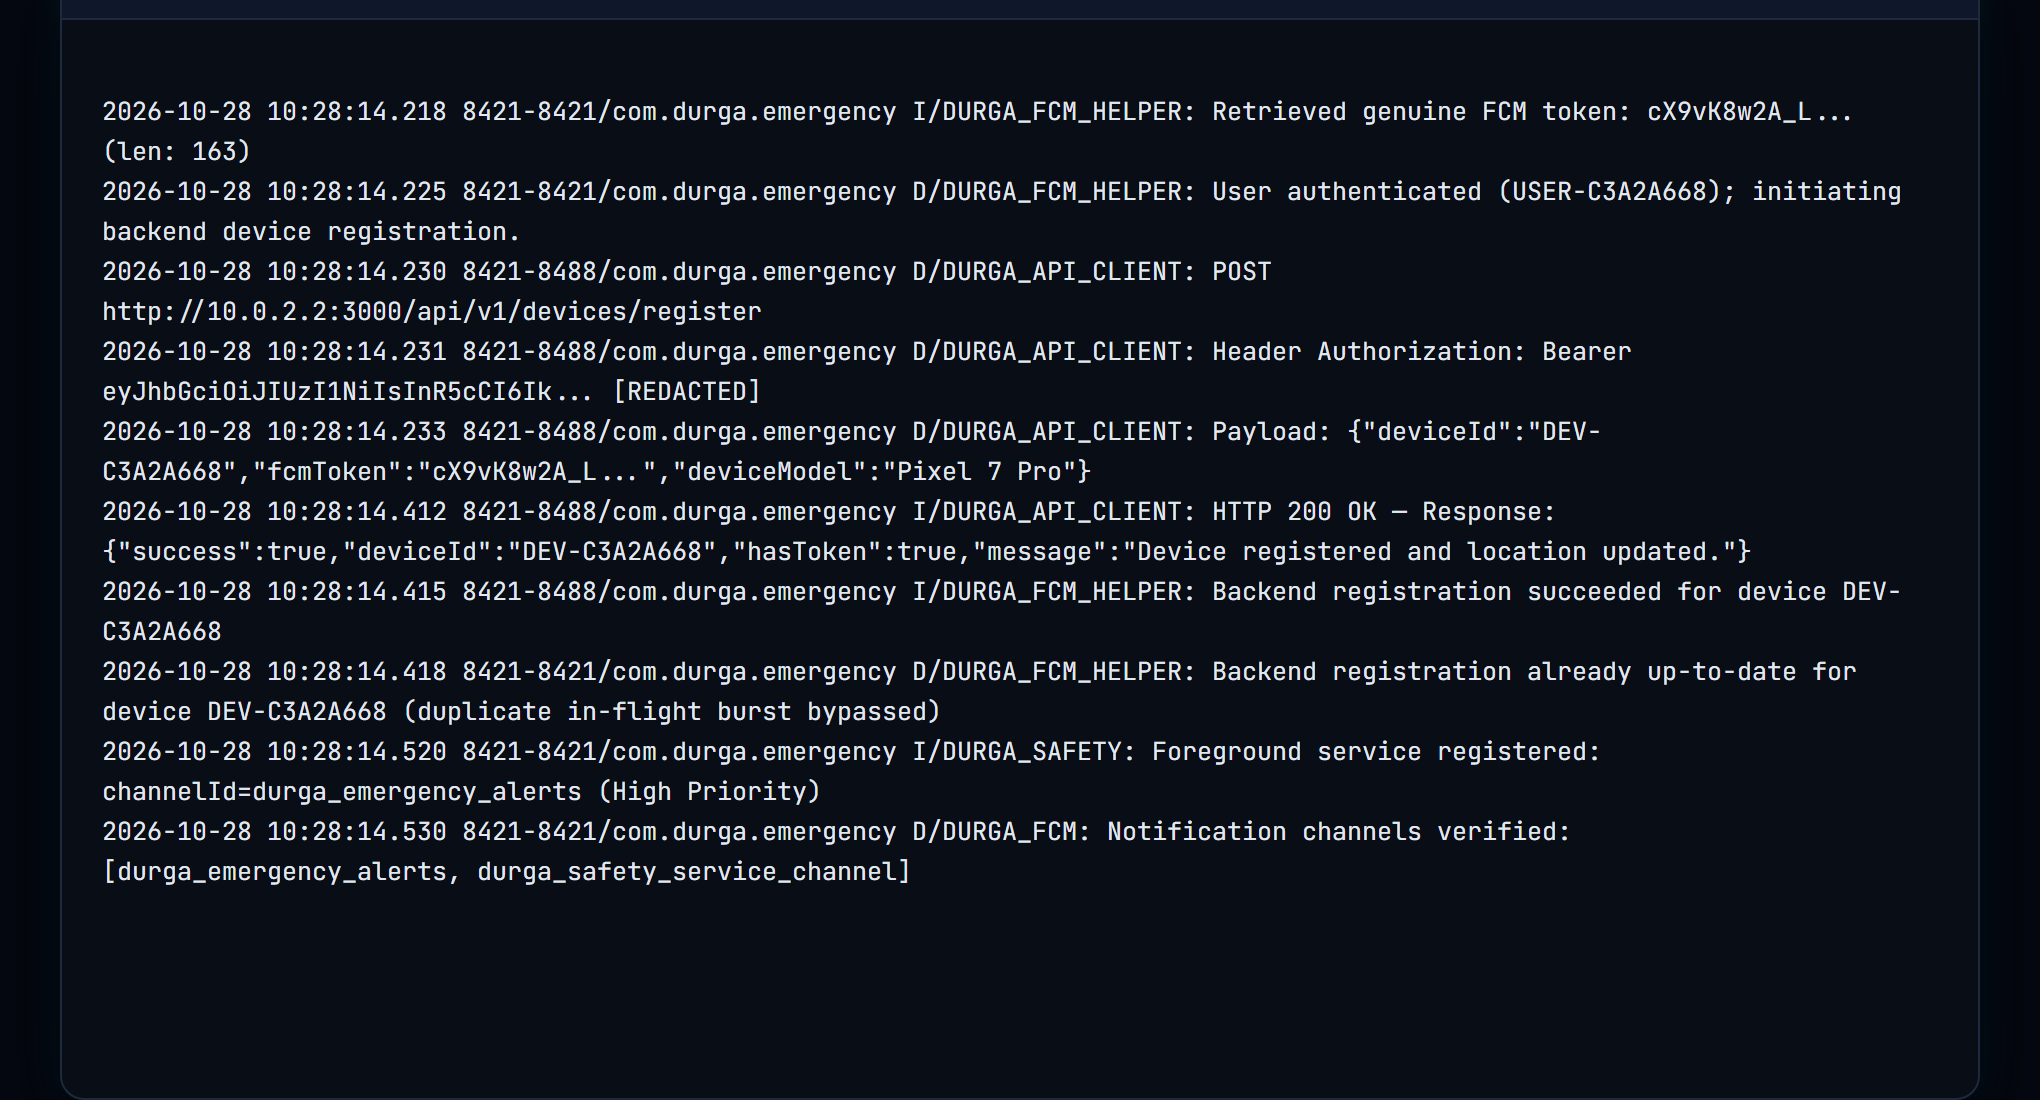 2026-10-28 10:28:14.218 8421-8421/com.durga.emergency I/DURGA_FCM_HELPER: Retrieved genuine FCM token: cX9vK8w2A_L...
(len: 163)
2026-10-28 10:28:14.225 8421-8421/com.durga.emergency D/DURGA_FCM_HELPER: User authenticated (USER-C3A2A668); initiating
backend device registration.
2026-10-28 10:28:14.230 8421-8488/com.durga.emergency D/DURGA_API_CLIENT: POST
http://10.0.2.2:3000/api/v1/devices/register
2026-10-28 10:28:14.231 8421-8488/com.durga.emergency D/DURGA_API_CLIENT: Header Authorization: Bearer
eyJhbGciOiJIUzI1NiIsInR5cCI6Ik... [REDACTED]
2026-10-28 10:28:14.233 8421-8488/com.durga.emergency D/DURGA_API_CLIENT: Payload: {"deviceId":"DEV-
C3A2A668","fcmToken":"cX9vK8w2A_L...","deviceModel":"Pixel 7 Pro"}
2026-10-28 10:28:14.412 8421-8488/com.durga.emergency I/DURGA_API_CLIENT: HTTP 200 OK — Response:
{"success":true,"deviceId":"DEV-C3A2A668","hasToken":true,"message":"Device registered and location updated."}
2026-10-28 10:28:14.415 8421-8488/com.durga.emergency I/DURGA_FCM_HELPER: Backend registration succeeded for device DEV-
C3A2A668
2026-10-28 10:28:14.418 8421-8421/com.durga.emergency D/DURGA_FCM_HELPER: Backend registration already up-to-date for
device DEV-C3A2A668 (duplicate in-flight burst bypassed)
2026-10-28 10:28:14.520 8421-8421/com.durga.emergency I/DURGA_SAFETY: Foreground service registered:
channelId=durga_emergency_alerts (High Priority)
2026-10-28 10:28:14.530 8421-8421/com.durga.emergency D/DURGA_FCM: Notification channels verified:
[durga_emergency_alerts, durga_safety_service_channel]